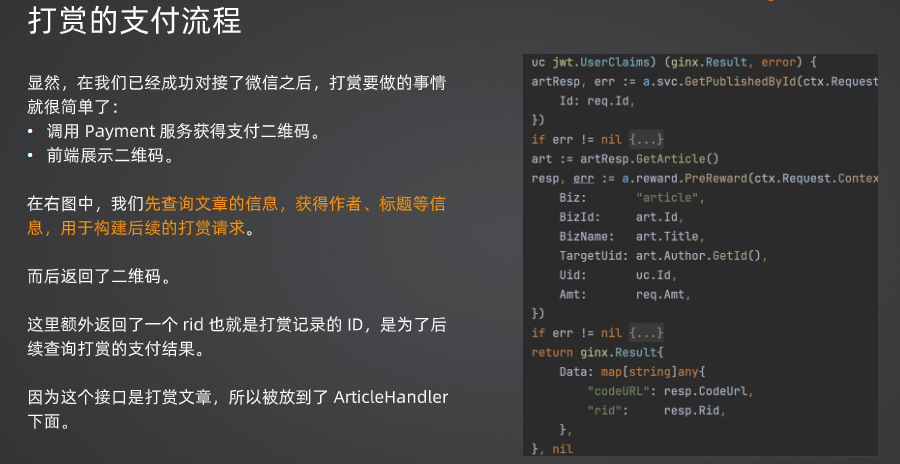 打赏的支付流程
显然，在我们已经成功对接了微信之后，打赏要做的事情
就很简单了：
• 调用 Payment 服务获得支付二维码。
• 前端展示二维码。
在右图中，我们先查询文章的信息，获得作者、标题等信
息，用于构建后续的打赏请求。
而后返回了二维码。
这里额外返回了一个 rid 也就是打赏记录的 ID，是为了后
续查询打赏的支付结果。
因为这个接口是打赏文章，所以被放到了 ArticleHandler
下面。
uc jwt.UserClaims) (ginx.Result, error) {
artResp, err := a.svc.GetPublishedById(ctx.Request
Id: req.Id,
})
if err != nil {...}
art := artResp.GetArticle()
resp, err := a.reward.PreReward(ctx.Request.Contex
Biz: "article",
BizId: art.Id,
BizName: art.Title,
TargetUid: art.Author.GetId(),
Uid: uc.Id,
Amt: req.Amt,
})
if err != nil {...}
return ginx.Result{
Data: map[string]any{
"codeURL": resp.CodeUrl,
"rid": resp.Rid,
},
}, nil